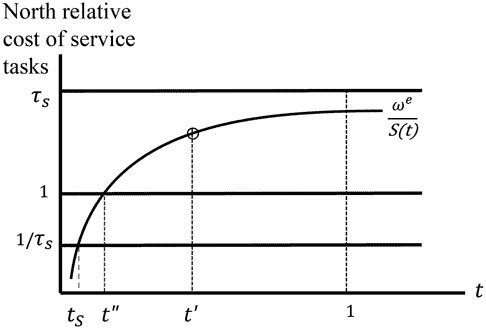 North relative
cost of service
tasks
τₛ
ωᵉ
S(t)
1
1/τₛ
tₛ t″ t′ 1 t